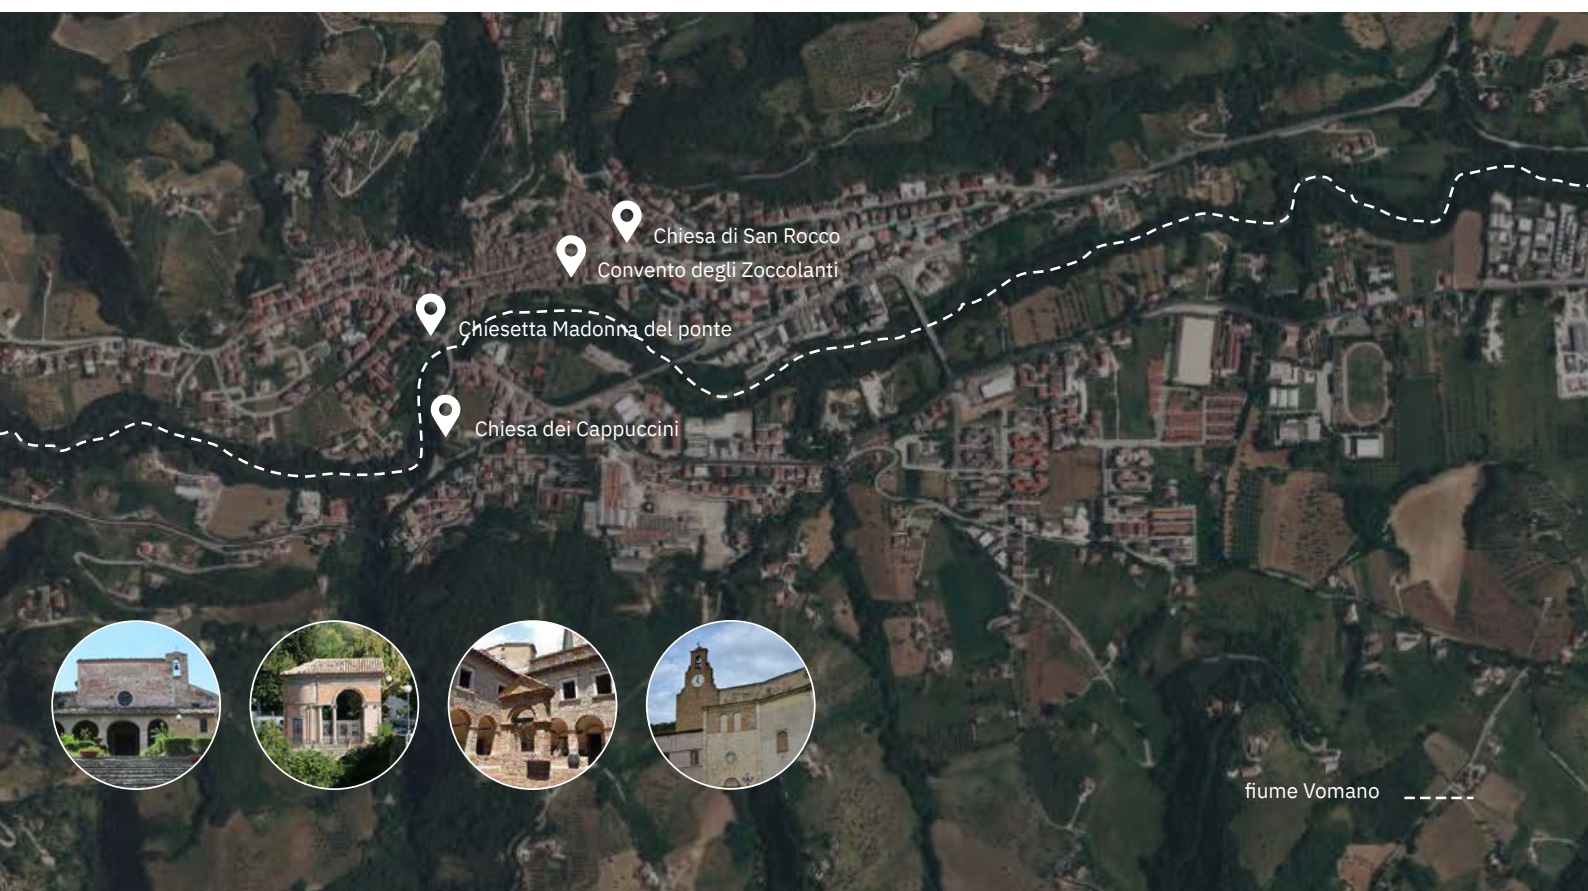 Chiesa di San Rocco
Convento degli Zoccolanti
Chiesetta Madonna del ponte
Chiesa dei Cappuccini
fiume Vomano